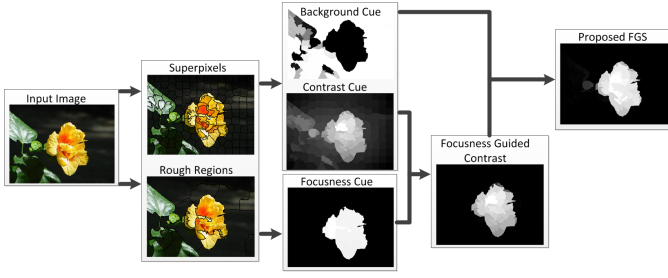 Input Image
Superpixels
Rough Regions
Background Cue
Contrast Cue
Focusness Cue
Focusness Guided
Contrast
Proposed FGS